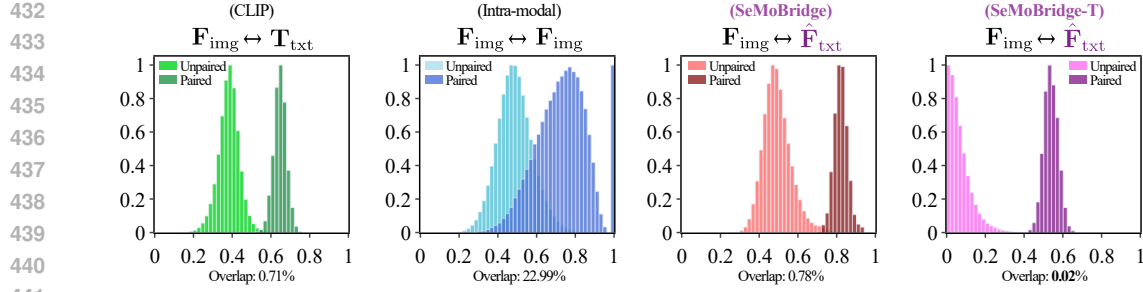 432
433
434
435
436
437
438
439
440
(CLIP)
F_img ↔ T_txt
Unpaired
Paired
1
0.8
0.6
0.4
0.2
0
0 0.2 0.4 0.6 0.8 1
Overlap: 0.71%
(Intra-modal)
F_img ↔ F_img
Unpaired
Paired
1
0.8
0.6
0.4
0.2
0
0 0.2 0.4 0.6 0.8 1
Overlap: 22.99%
(SeMoBridge)
F_img ↔ F̂_txt
Unpaired
Paired
1
0.8
0.6
0.4
0.2
0
0 0.2 0.4 0.6 0.8 1
Overlap: 0.78%
(SeMoBridge-T)
F_img ↔ F̂_txt
Unpaired
Paired
1
0.8
0.6
0.4
0.2
0
0 0.2 0.4 0.6 0.8 1
Overlap: 0.02%